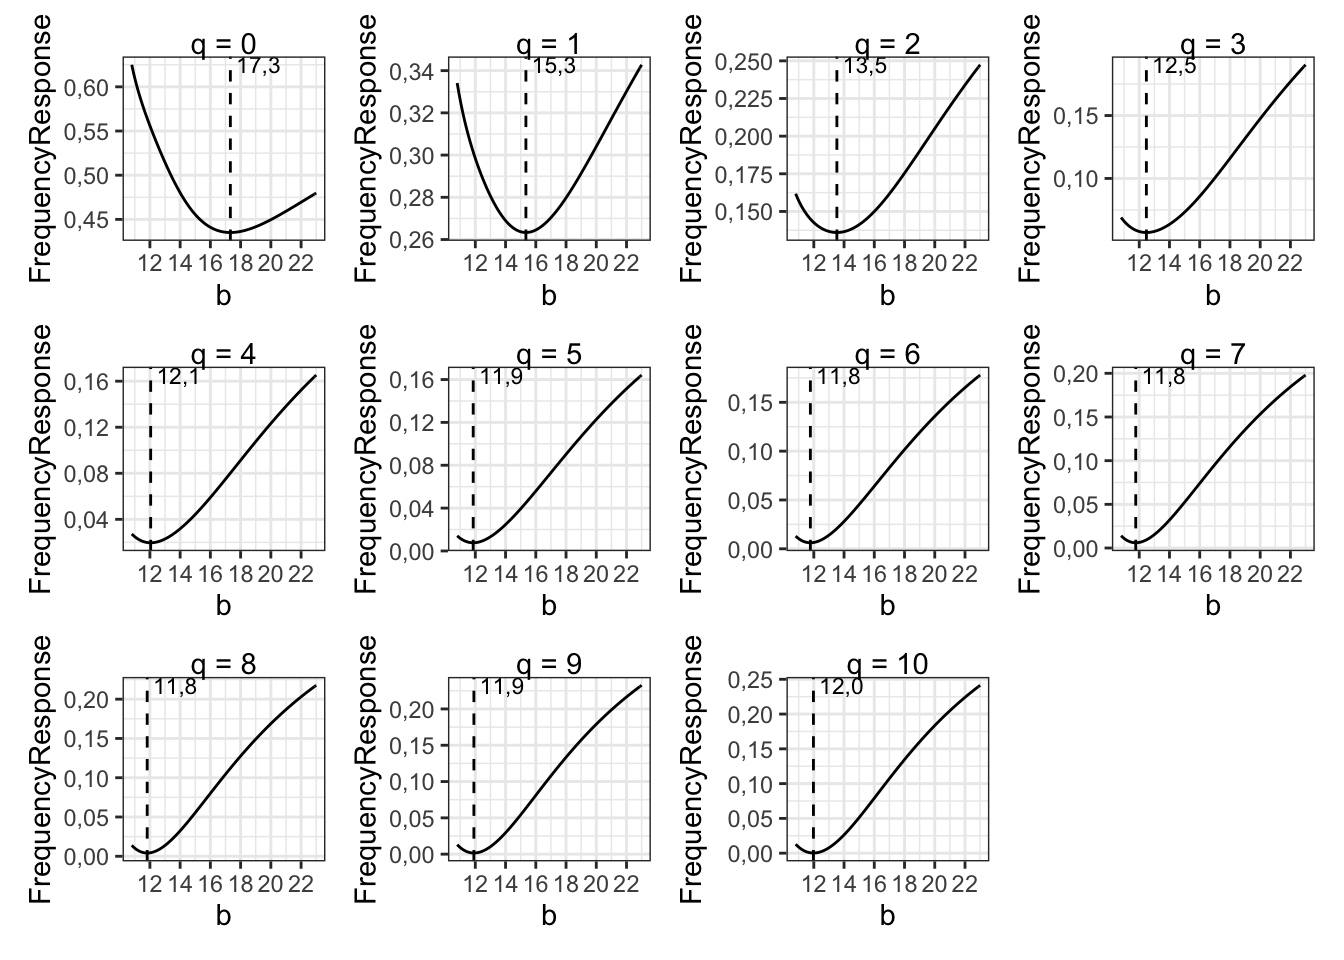 q = 0
17,3
FrequencyResponse
0,60
0,55
0,50
0,45
12 14 16 18 20 22
b
q = 1
15,3
FrequencyResponse
0,34
0,32
0,30
0,28
0,26
12 14 16 18 20 22
b
q = 2
13,5
FrequencyResponse
0,250
0,225
0,200
0,175
0,150
12 14 16 18 20 22
b
q = 3
12,5
FrequencyResponse
0,15
0,10
12 14 16 18 20 22
b
q = 4
12,1
FrequencyResponse
0,16
0,12
0,08
0,04
12 14 16 18 20 22
b
q = 5
11,9
FrequencyResponse
0,16
0,12
0,08
0,04
0,00
12 14 16 18 20 22
b
q = 6
11,8
FrequencyResponse
0,15
0,10
0,05
0,00
12 14 16 18 20 22
b
q = 7
11,8
FrequencyResponse
0,20
0,15
0,10
0,05
0,00
12 14 16 18 20 22
b
q = 8
11,8
FrequencyResponse
0,20
0,15
0,10
0,05
0,00
12 14 16 18 20 22
b
q = 9
11,9
FrequencyResponse
0,20
0,15
0,10
0,05
0,00
12 14 16 18 20 22
b
q = 10
12,0
FrequencyResponse
0,25
0,20
0,15
0,10
0,05
0,00
12 14 16 18 20 22
b